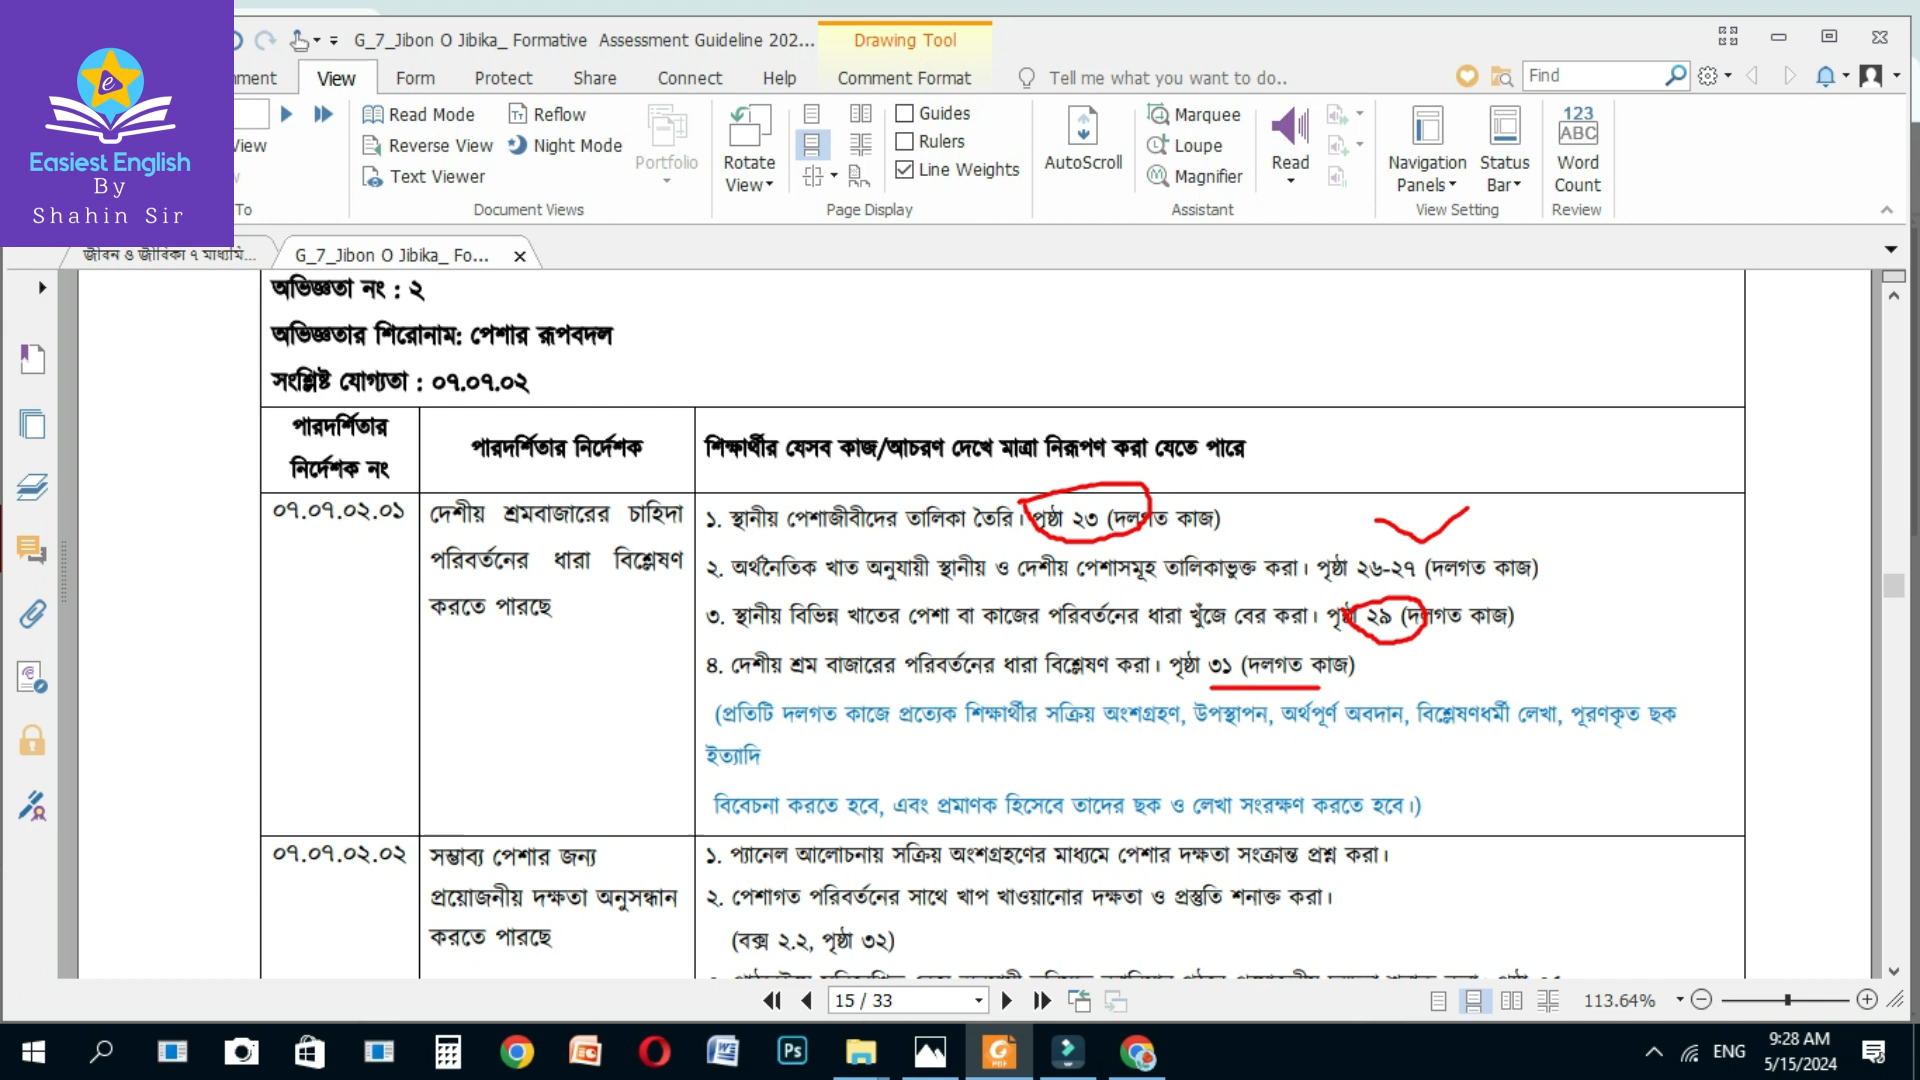 G_7_Jibon O Jibika_ Formative Assessment Guideline 202...
Drawing Tool
View
Form
Protect
Share
Connect
Help
Comment Format
Tell me what you want to do..
Find
Read Mode
Reflow
Guides
Reverse View
Night Mode
Rulers
Text Viewer
Line Weights
Portfolio
Rotate View
AutoScroll
Marquee
Loupe
Magnifier
Read
Navigation Panels
Status Bar
123
ABC
Word Count
To
Document Views
Page Display
Assistant
View Setting
Review
Easiest English
By
Shahin Sir
জীবন ও জীবিকা ৭ মাধ্যমি...
G_7_Jibon O Jibika_ Fo...
অভিজ্ঞতা নং : ২
অভিজ্ঞতার শিরোনাম: পেশার রূপবদল
সংশ্লিষ্ট যোগ্যতা : ০৭.০৭.০২
পারদর্শিতার
নির্দেশক নং
পারদর্শিতার নির্দেশক
শিক্ষার্থীর যেসব কাজ/আচরণ দেখে মাত্রা নিরূপণ করা যেতে পারে
০৭.০৭.০২.০১
দেশীয় শ্রমবাজারের চাহিদা
পরিবর্তনের ধারা বিশ্লেষণ
করতে পারছে
১. স্থানীয় পেশাজীবীদের তালিকা তৈরি। পৃষ্ঠা ২৩ (দলগত কাজ)
২. অর্থনৈতিক খাত অনুযায়ী স্থানীয় ও দেশীয় পেশাসমূহ তালিকাভুক্ত করা। পৃষ্ঠা ২৬-২৭ (দলগত কাজ)
৩. স্থানীয় বিভিন্ন খাতের পেশা বা কাজের পরিবর্তনের ধারা খুঁজে বের করা। পৃষ্ঠা ২৯ (দলগত কাজ)
৪. দেশীয় শ্রম বাজারের পরিবর্তনের ধারা বিশ্লেষণ করা। পৃষ্ঠা ৩১ (দলগত কাজ)
(প্রতিটি দলগত কাজে প্রত্যেক শিক্ষার্থীর সক্রিয় অংশগ্রহণ, উপস্থাপন, অর্থপূর্ণ অবদান, বিশ্লেষণধর্মী লেখা, পূরণকৃত ছক
ইত্যাদি
বিবেচনা করতে হবে, এবং প্রমাণক হিসেবে তাদের ছক ও লেখা সংরক্ষণ করতে হবে।)
০৭.০৭.০২.০২
সম্ভাব্য পেশার জন্য
প্রয়োজনীয় দক্ষতা অনুসন্ধান
করতে পারছে
১. প্যানেল আলোচনায় সক্রিয় অংশগ্রহণের মাধ্যমে পেশার দক্ষতা সংক্রান্ত প্রশ্ন করা।
২. পেশাগত পরিবর্তনের সাথে খাপ খাওয়ানোর দক্ষতা ও প্রস্তুতি শনাক্ত করা।
(বক্স ২.২, পৃষ্ঠা ৩২)
15 / 33
113.64%
Ps
ENG
9:28 AM
5/15/2024